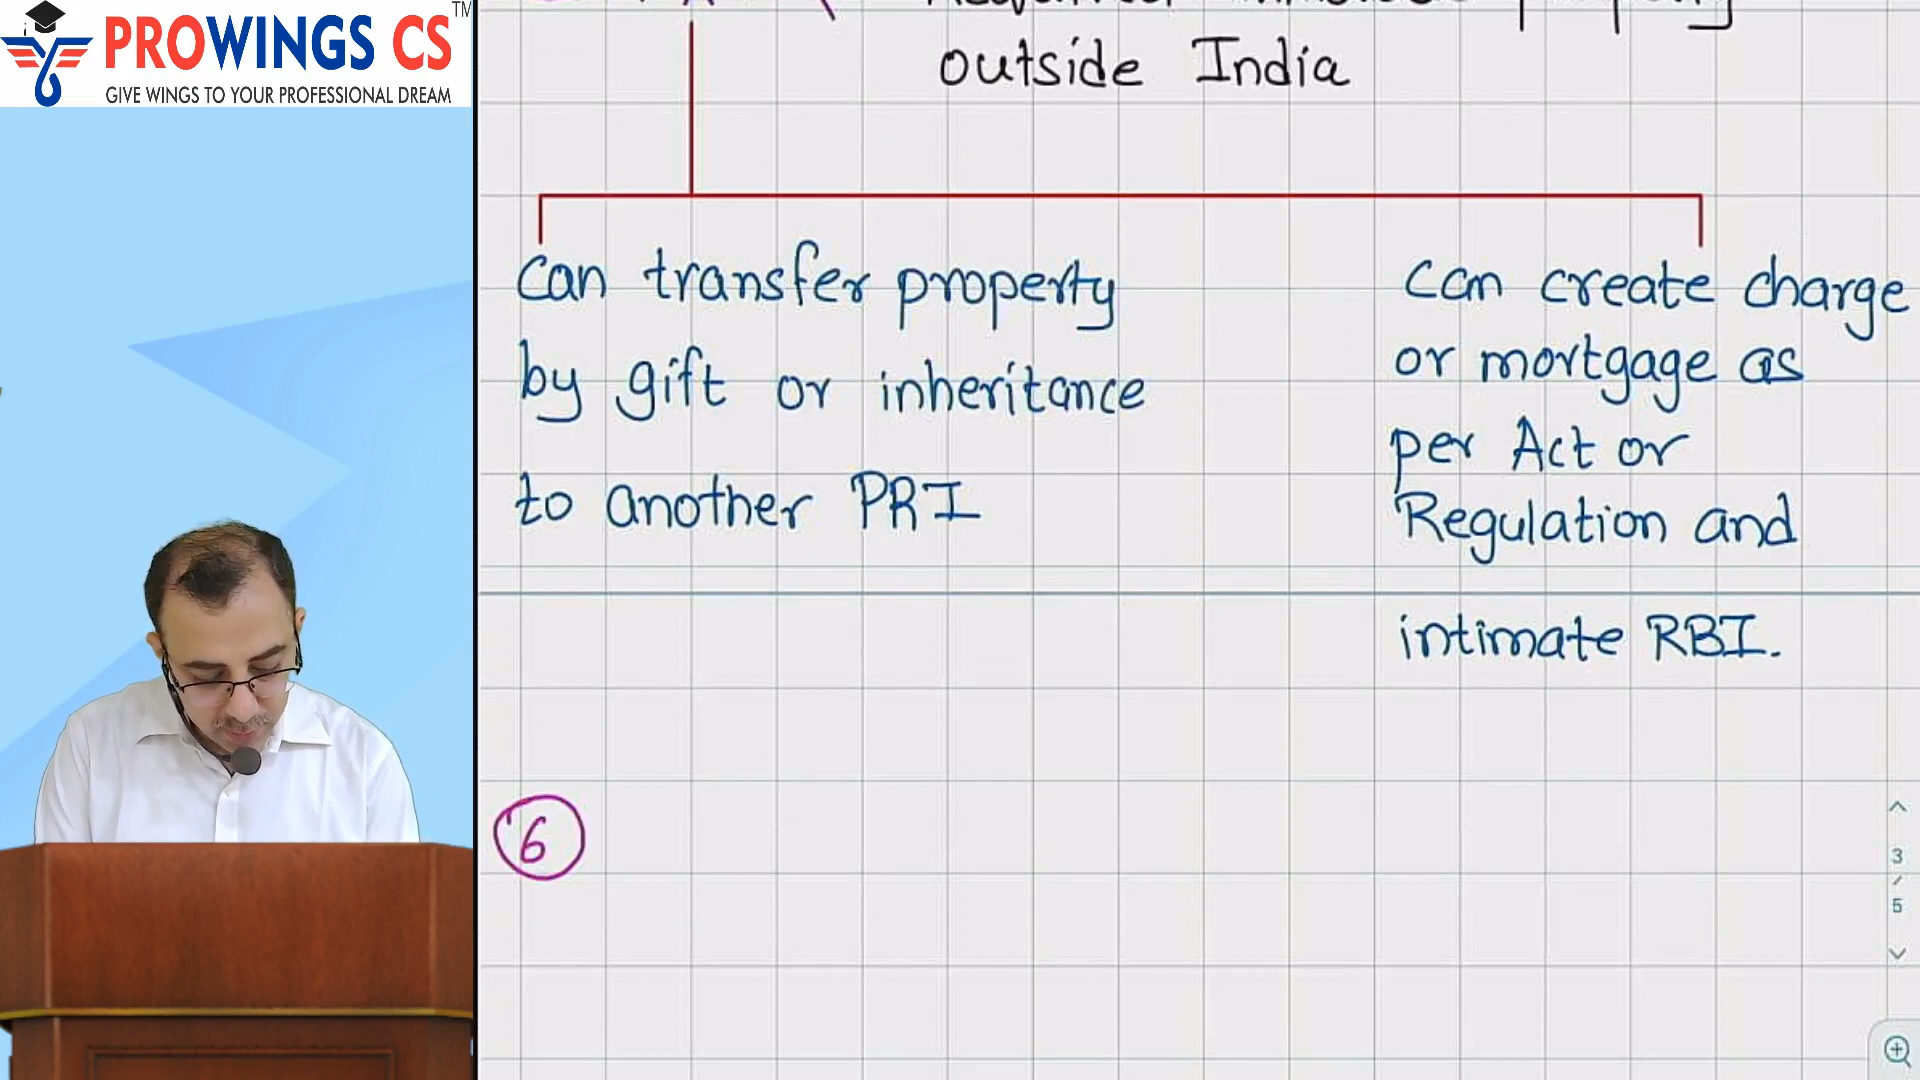 PROWINGS CS TM
GIVE WINGS TO YOUR PROFESSIONAL DREAM
outside India
can transfer property
by gift or inheritance
to another PRI
can create charge
or mortgage as
per Act or
Regulation and
intimate RBI.
6
3
/
5